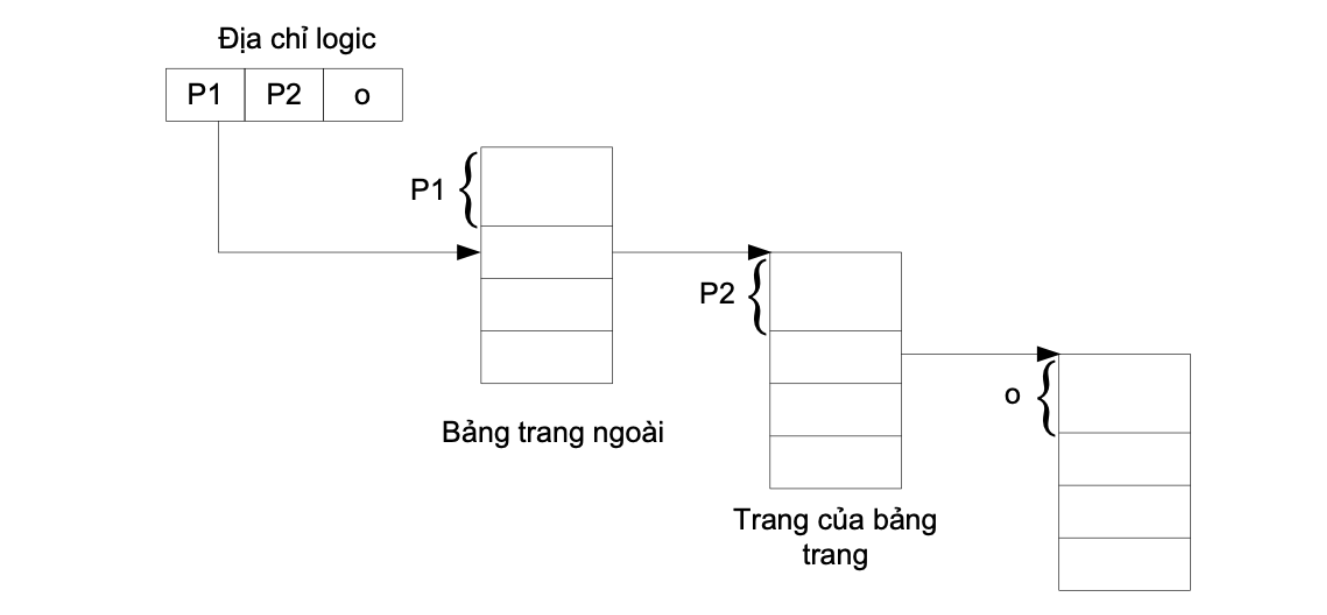 Địa chỉ logic
P1 P2 o
P1
P2
o
Bảng trang ngoài
Trang của bảng
trang